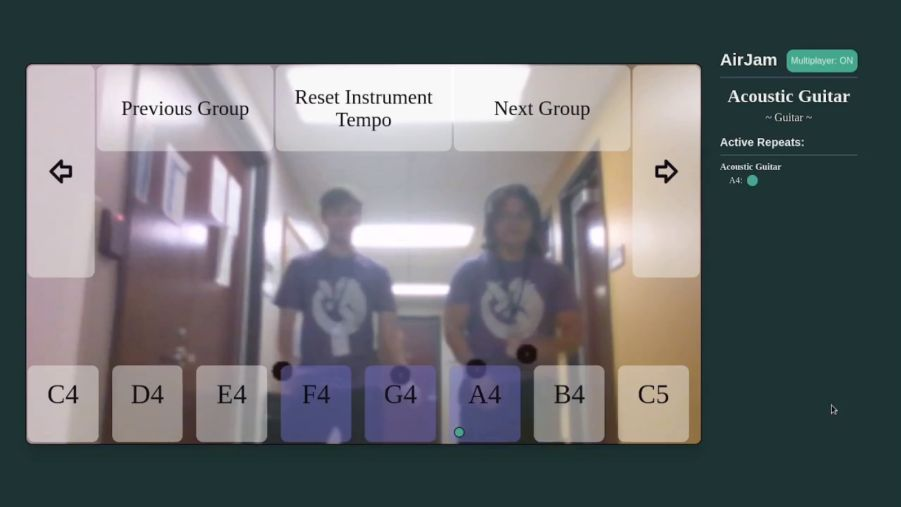 AirJam
Multiplayer: ON
Previous Group
Reset Instrument
Tempo
Next Group
Acoustic Guitar
~ Guitar ~
Active Repeats:
Acoustic Guitar
A4:
C4
D4
E4
F4
G4
A4
B4
C5